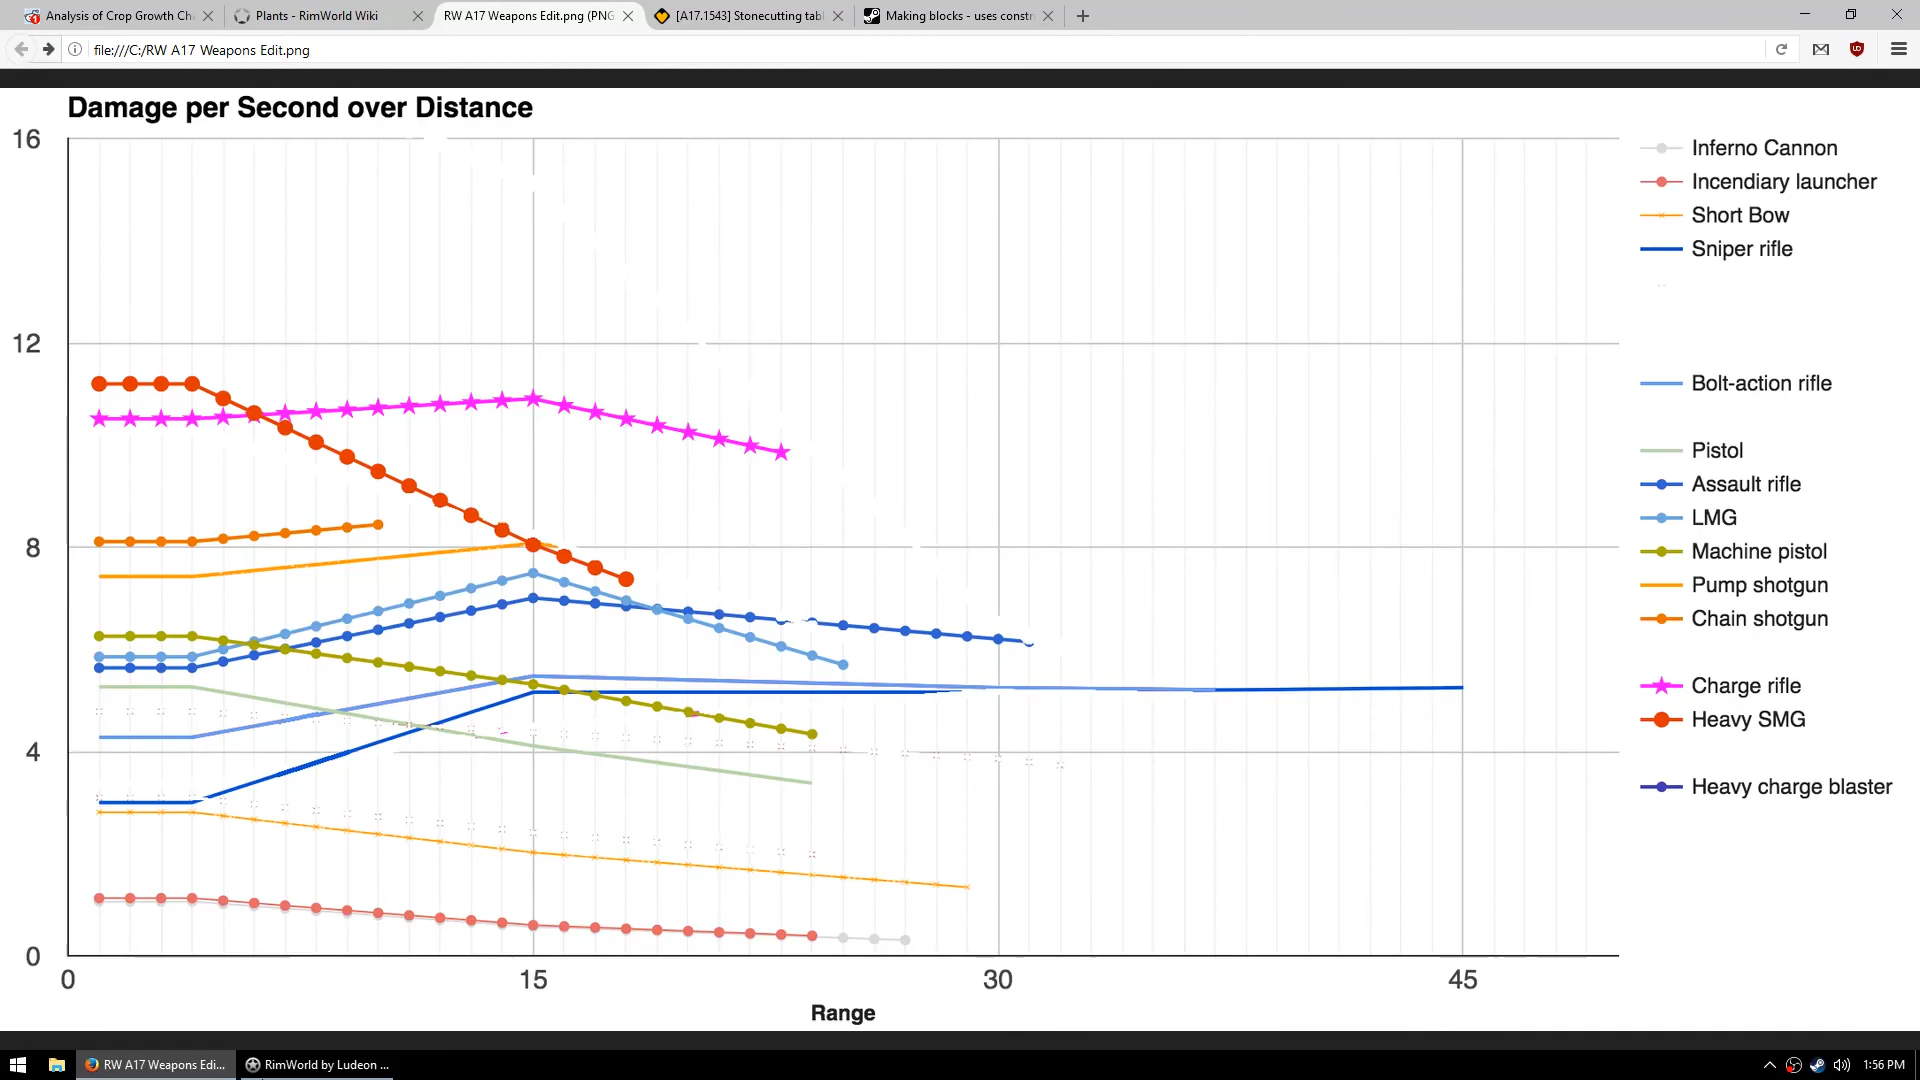 Analysis of Crop Growth Ch
Plants - RimWorld Wiki
RW A17 Weapons Edit.png (PNG
[A17.1543] Stonecutting tab
Making blocks - uses constr
file:///C:/RW A17 Weapons Edit.png
Damage per Second over Distance
16
12
8
4
0
0
15
30
45
Range
Inferno Cannon
Incendiary launcher
Short Bow
Sniper rifle
Bolt-action rifle
Pistol
Assault rifle
LMG
Machine pistol
Pump shotgun
Chain shotgun
Charge rifle
Heavy SMG
Heavy charge blaster
RW A17 Weapons Edi...
RimWorld by Ludeon ...
1:56 PM